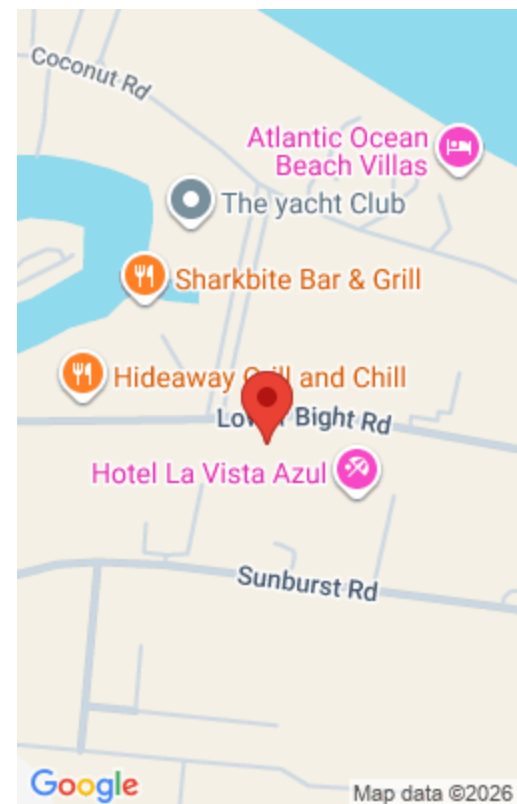 Coconut Rd
Atlantic Ocean
Beach Villas
The yacht Club
Sharkbite Bar & Grill
Hideaway Grill and Chill
Lower Bight Rd
Hotel La Vista Azul
Sunburst Rd
Google
Map data ©2026